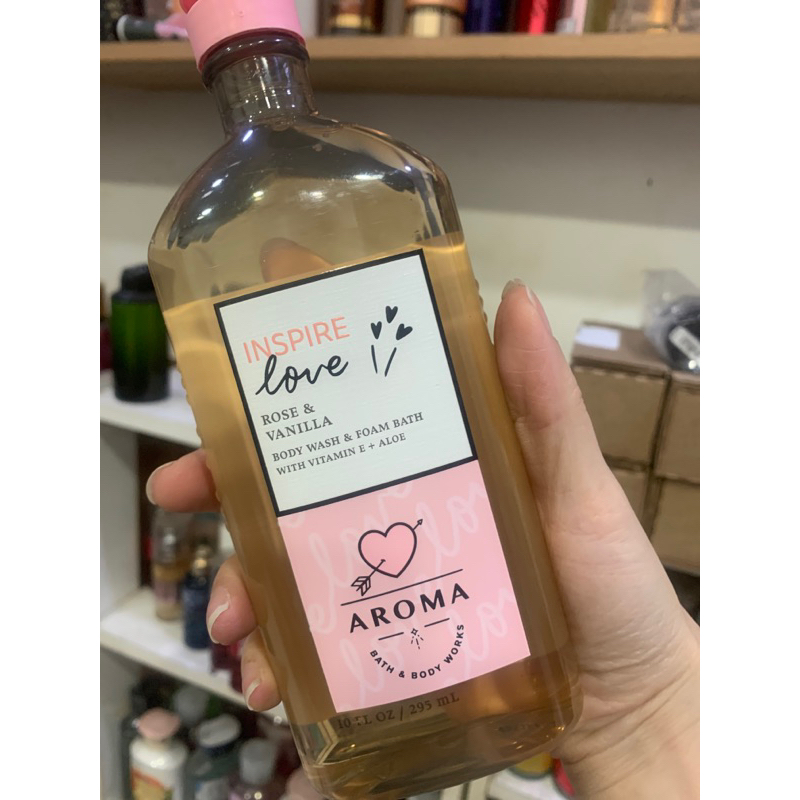 INSPIRE
love
ROSE &
VANILLA
BODY WASH & FOAM BATH
WITH VITAMIN E + ALOE
AROMA
BATH & BODY WORKS
10 FL OZ / 295 mL